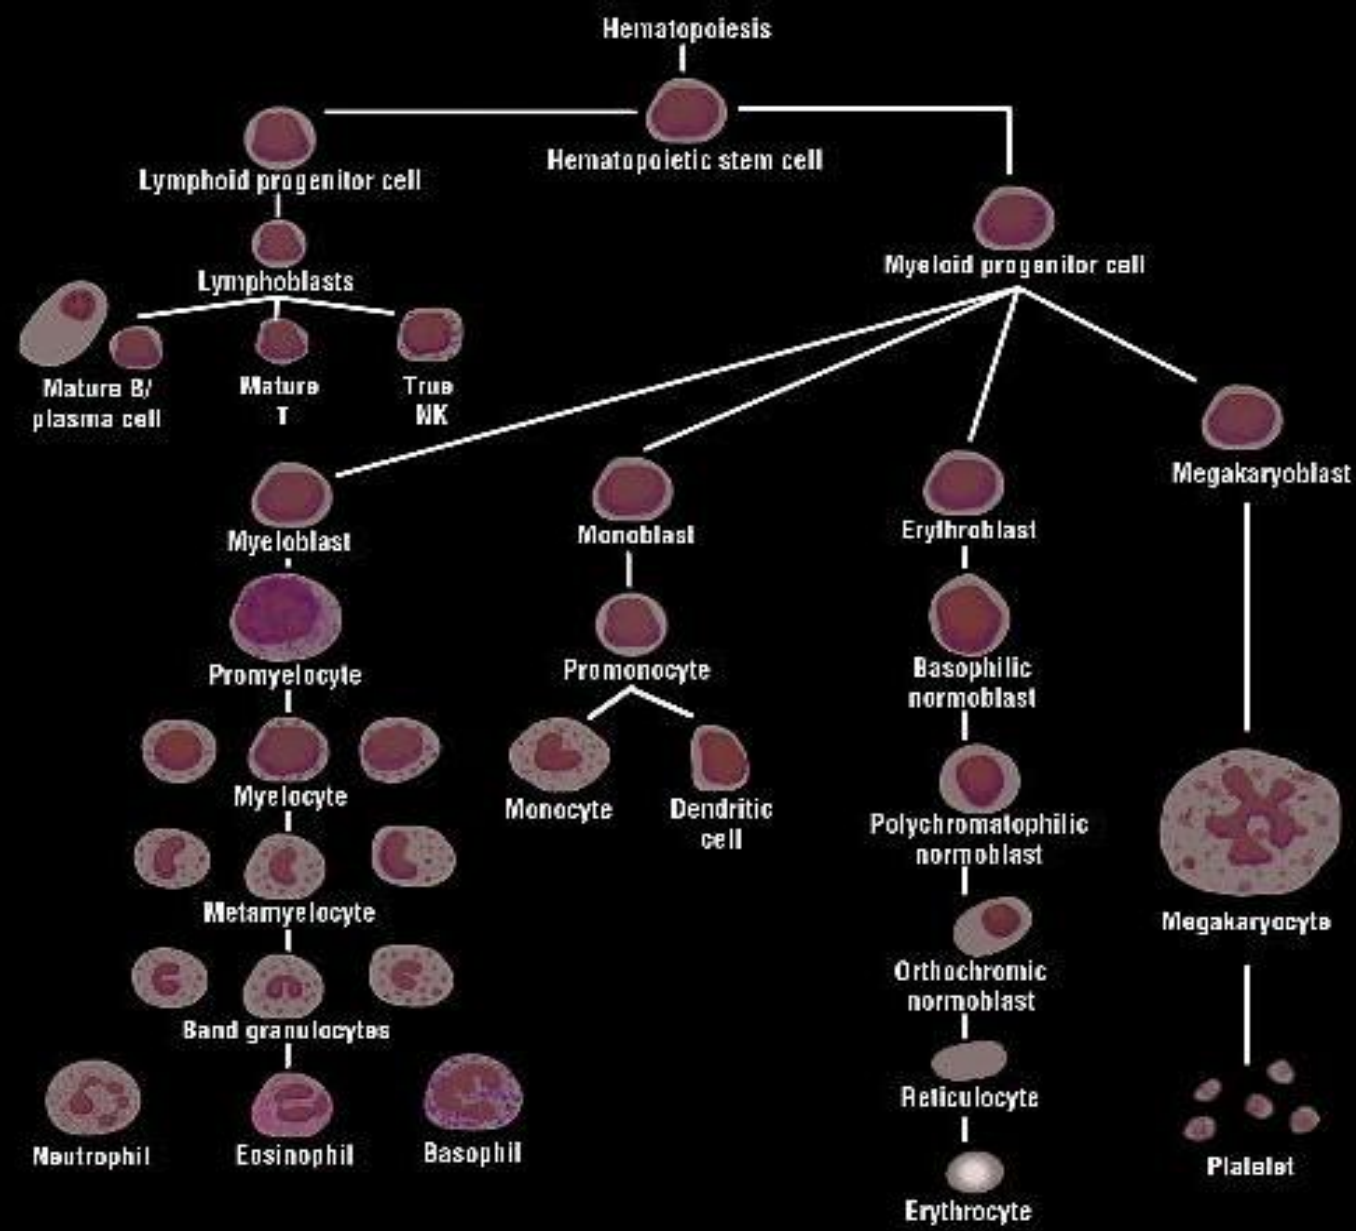 Hematopoiesis
Hematopoietic stem cell
Lymphoid progenitor cell
Myeloid progenitor cell
Lymphoblasts
Mature B/
plasma cell
Mature
T
True
NK
Megakaryoblast
Myeloblast
Monoblast
Erythroblast
Promyelocyte
Promonocyte
Basophilic
normoblast
Myelocyte
Monocyte
Dendritic
cell
Polychromatophilic
normoblast
Metamyelocyte
Megakaryocyte
Orthochromic
normoblast
Band granulocytes
Reticulocyte
Neutrophil
Eosinophil
Basophil
Platelet
Erythrocyte